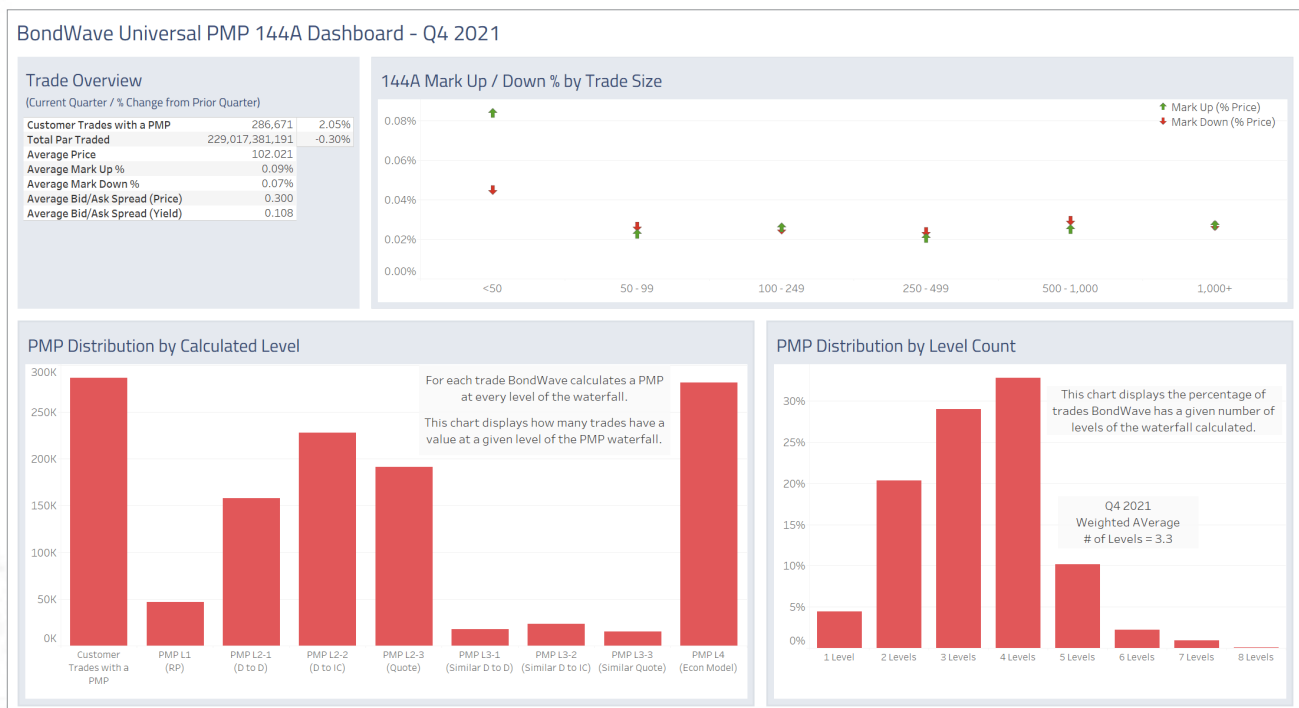 BondWave Universal PMP 144A Dashboard - Q4 2021
Trade Overview
(Current Quarter / % Change from Prior Quarter)
Customer Trades with a PMP 286,671 2.05%
Total Par Traded 229,017,381,191 -0.30%
Average Price 102.021
Average Mark Up % 0.09%
Average Mark Down % 0.07%
Average Bid/Ask Spread (Price) 0.300
Average Bid/Ask Spread (Yield) 0.108
144A Mark Up / Down % by Trade Size
Mark Up (% Price)
Mark Down (% Price)
0.08%
0.06%
0.04%
0.02%
0.00%
<50 50 - 99 100 - 249 250 - 499 500 - 1,000 1,000+
PMP Distribution by Calculated Level
For each trade BondWave calculates a PMP
at every level of the waterfall.
This chart displays how many trades have a
value at a given level of the PMP waterfall.
300K
250K
200K
150K
100K
50K
0K
Customer
Trades with a
PMP
PMP L1
(RP)
PMP L2-1
(D to D)
PMP L2-2
(D to IC)
PMP L2-3
(Quote)
PMP L3-1
(Similar D to D)
PMP L3-2
(Similar D to IC)
PMP L3-3
(Similar Quote)
PMP L4
(Econ Model)
PMP Distribution by Level Count
This chart displays the percentage of
trades BondWave has a given number of
levels of the waterfall calculated.
Q4 2021
Weighted AVerage
# of Levels = 3.3
30%
25%
20%
15%
10%
5%
0%
1 Level 2 Levels 3 Levels 4 Levels 5 Levels 6 Levels 7 Levels 8 Levels